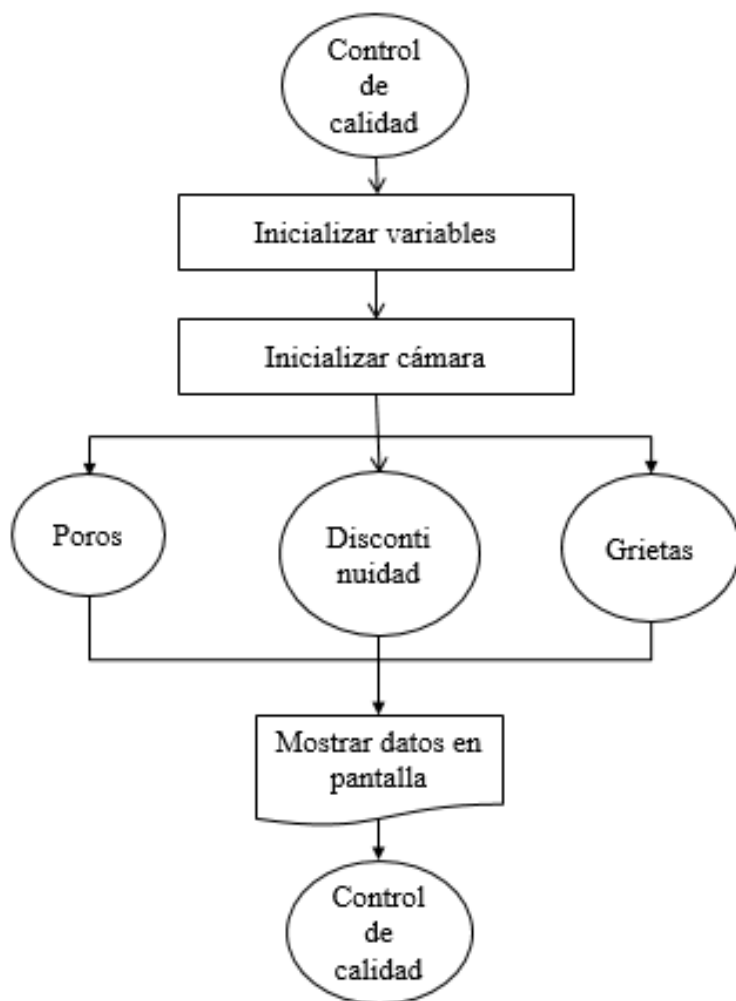 Control
de
calidad
Inicializar variables
Inicializar cámara
Poros
Disconti
nuidad
Grietas
Mostrar datos en
pantalla
Control
de
calidad